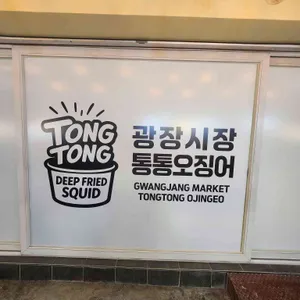 TONG
TONG
DEEP FRIED
SQUID
광장시장
통통오징어
GWANGJANG MARKET
TONGTONG OJINGEO